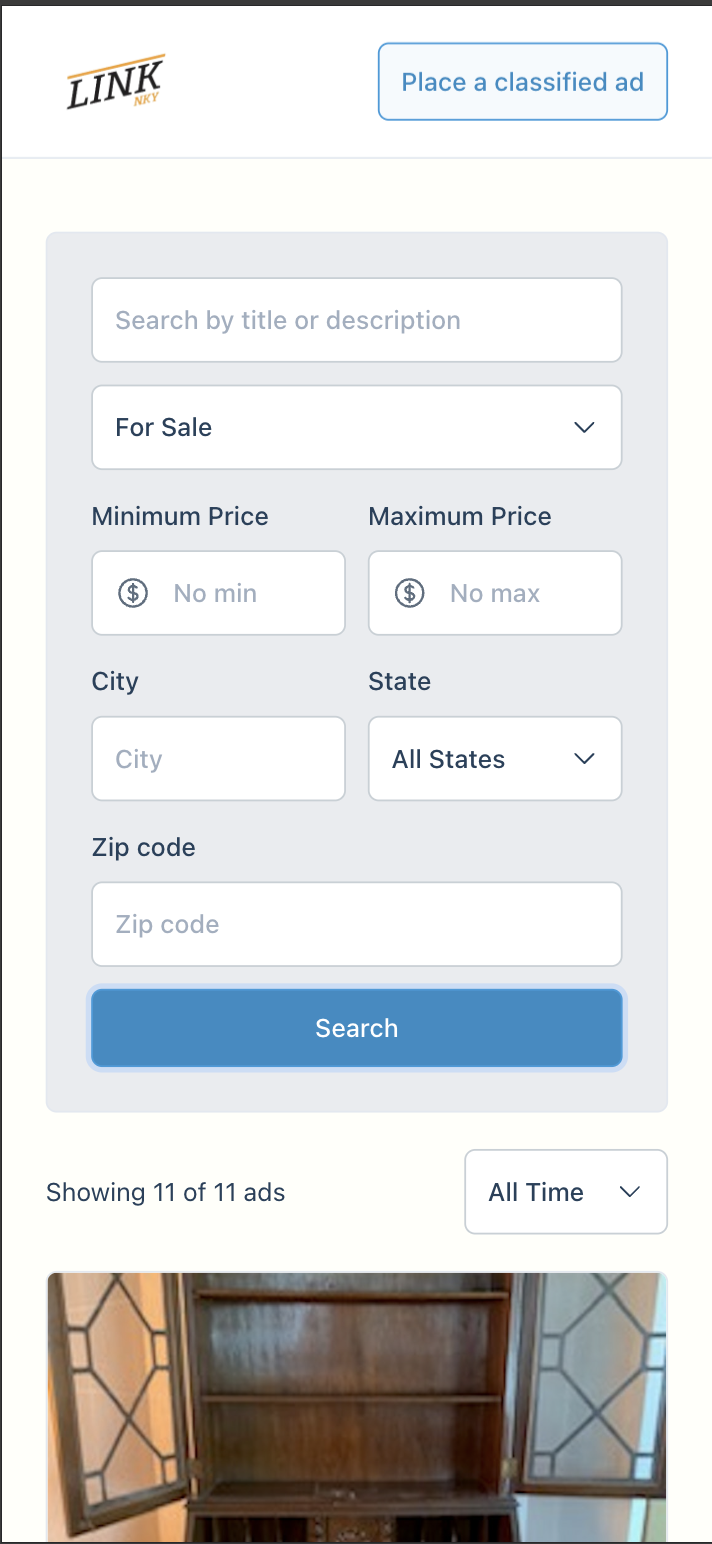 LINK
NKY
Place a classified ad
Search by title or description
For Sale
Minimum Price Maximum Price
No min No max
City State
City All States
Zip code
Zip code
Search
Showing 11 of 11 ads All Time